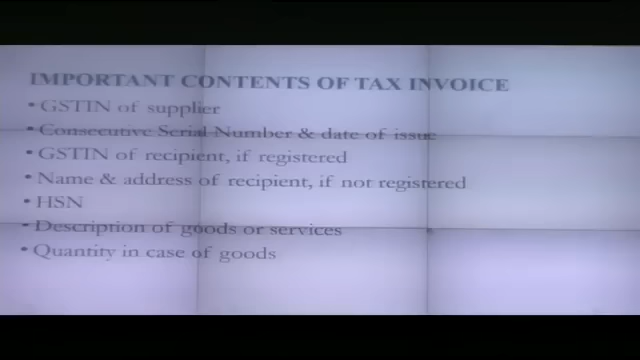 IMPORTANT CONTENTS OF TAX INVOICE
• GSTIN of supplier
• Consecutive Serial Number & date of issue
• GSTIN of recipient, if registered
• Name & address of recipient, if not registered
• HSN
• Description of goods or services
• Quantity in case of goods